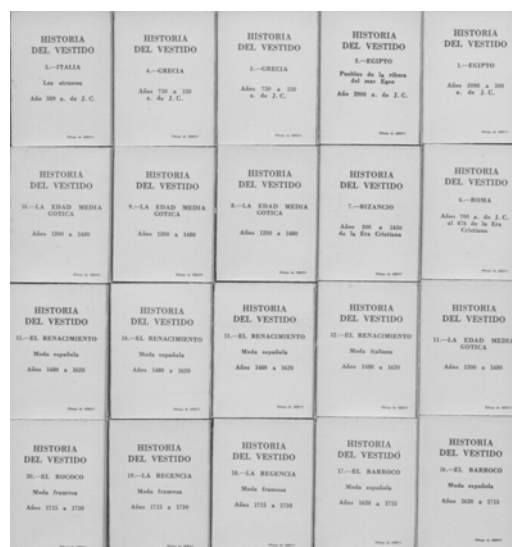 HISTORIA
DEL VESTIDO
5.—ITALIA
Los etruscos
Año 500 a. de J. C.
HISTORIA
DEL VESTIDO
4.—GRECIA
Años 750 a 150
a. de J. C.
HISTORIA
DEL VESTIDO
3.—GRECIA
Años 750 a 150
a. de J. C.
HISTORIA
DEL VESTIDO
2.—EGIPTO
Pueblos de la ribera
del mar Egeo
Año 2000 a. de J. C.
HISTORIA
DEL VESTIDO
1.—EGIPTO
Años 3000 a 500
a. de J. C.
HISTORIA
DEL VESTIDO
10.—LA EDAD MEDIA
GOTICA
Años 1200 a 1480
HISTORIA
DEL VESTIDO
9.—LA EDAD MEDIA
GOTICA
Años 1200 a 1480
HISTORIA
DEL VESTIDO
8.—LA EDAD MEDIA
GOTICA
Años 1200 a 1480
HISTORIA
DEL VESTIDO
7.—BIZANCIO
Años a 1450
de la Era Cristiana
HISTORIA
DEL VESTIDO
6.—ROMA
Años 700 a. de J. C.
al 476 de la Era
Cristiana
HISTORIA
DEL VESTIDO
15.—EL RENACIMIENTO
Moda española
Años 1480 a 1620
HISTORIA
DEL VESTIDO
14.—EL RENACIMIENTO
Moda española
Años 1480 a 1620
HISTORIA
DEL VESTIDO
13.—EL RENACIMIENTO
Moda española
Años 1480 a 1620
HISTORIA
DEL VESTIDO
12.—EL RENACIMIENTO
Moda italiana
Años 1480 a 1620
HISTORIA
DEL VESTIDO
11.—LA EDAD MEDIA
GOTICA
Años 1200 a 1480
HISTORIA
DEL VESTIDO
20.—EL ROCOCO
Moda francesa
Años 1715 a 1730
HISTORIA
DEL VESTIDO
19.—LA REGENCIA
Moda francesa
Años 1715 a 1730
HISTORIA
DEL VESTIDO
18.—LA REGENCIA
Moda francesa
Años 1715 a 1730
HISTORIA
DEL VESTIDO
17.—EL BARROCO
Moda española
Años 1620 a 1715
HISTORIA
DEL VESTIDO
16.—EL BARROCO
Moda española
Años 1620 a 1715